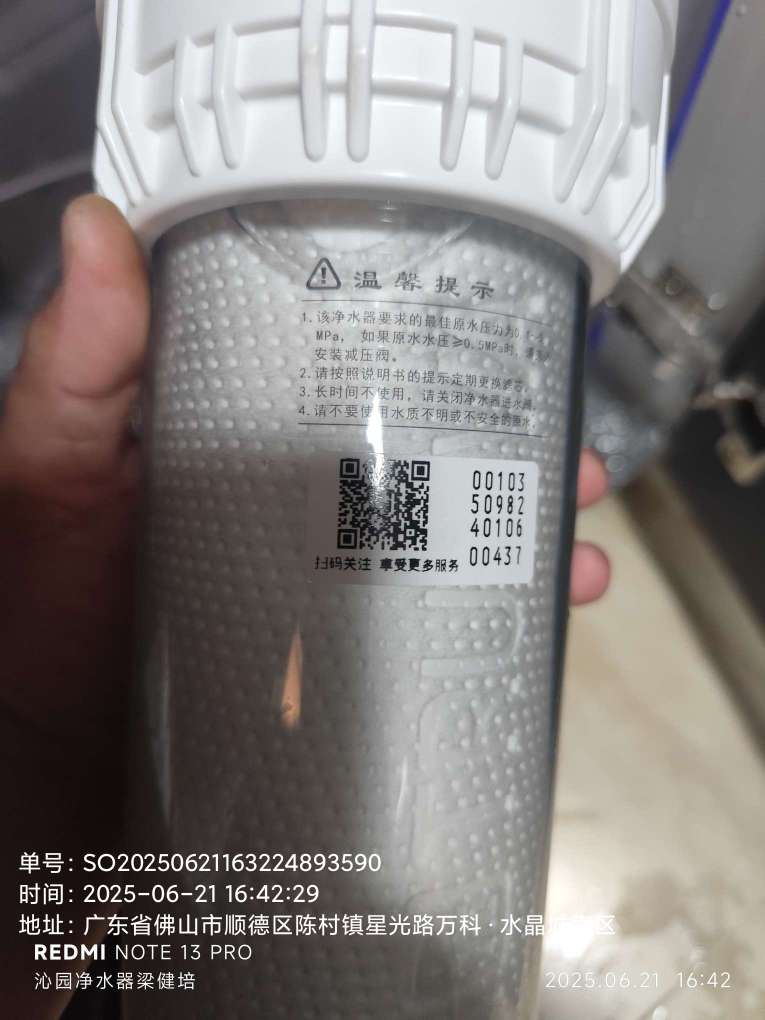 温馨提示
1.该净水器要求的最佳原水压力为0.1-
MPa，如果原水水压≥0.5MPa时，
安装减压阀。
2.请按照说明书的提示定期更换滤芯。
3.长时间不使用，请关闭净水器进水阀。
4.请不要使用水质不明或不安全的原水。
00103
50982
40106
00437
扫码关注 享受更多服务
单号：SO20250621163224893590
时间：2025-06-21 16:42:29
地址：广东省佛山市顺德区陈村镇星光路万科·水晶
REDMI NOTE 13 PRO
沁园净水器梁健培
2025.06.21 16:42